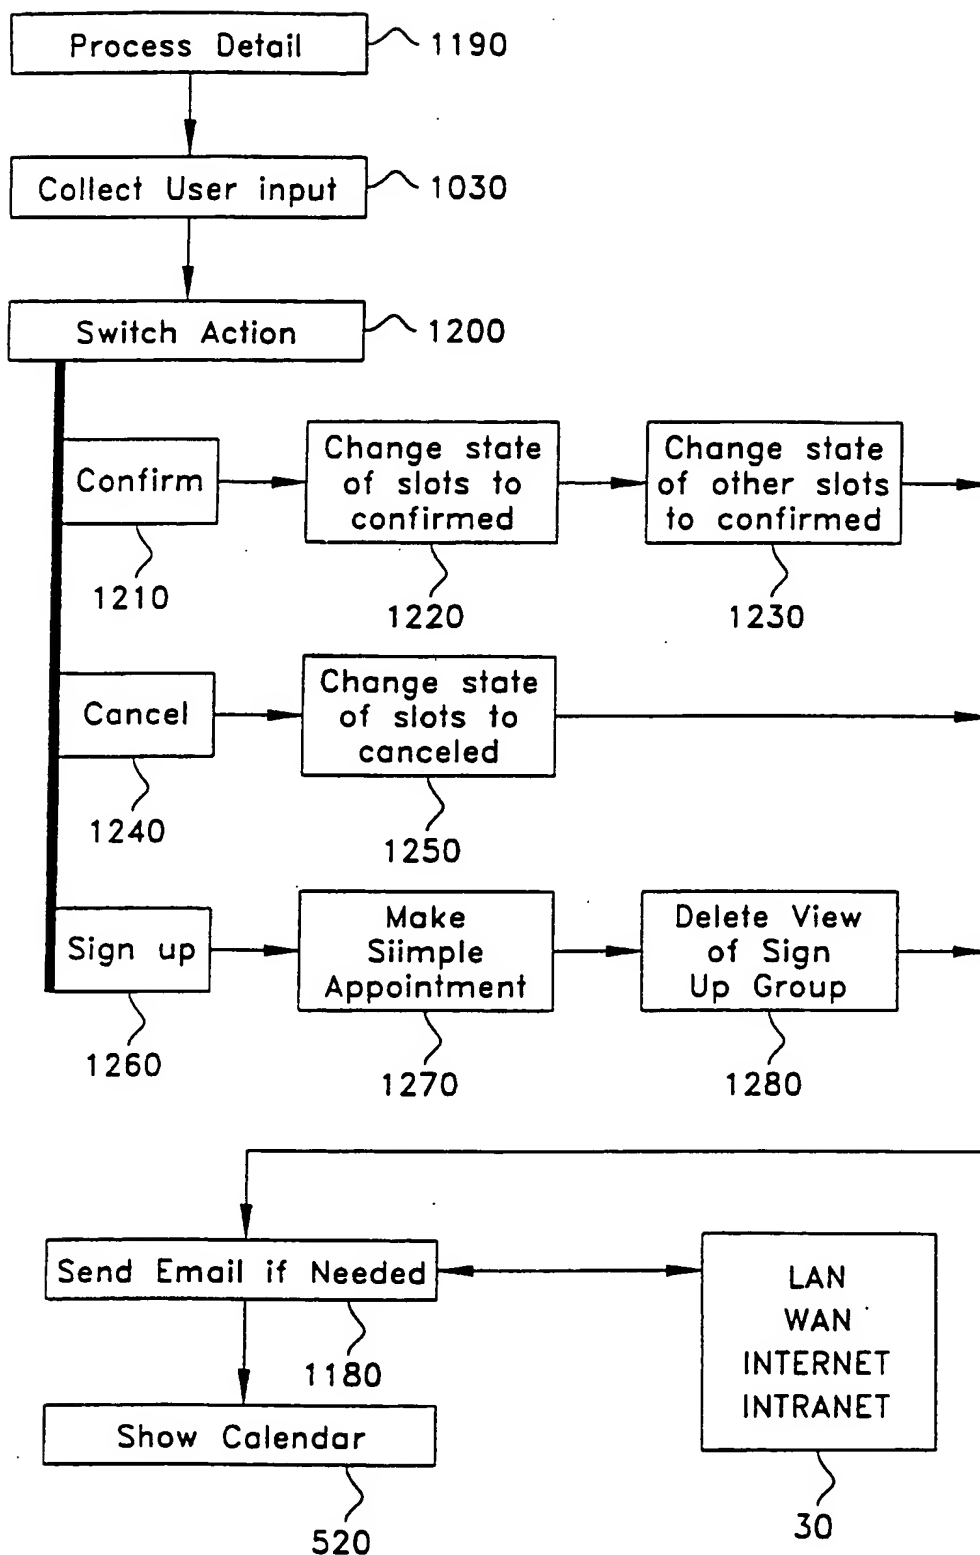 Process Detail
1190
Collect User input
1030
Switch Action
1200
Confirm
1210
Change state
of slots to
confirmed
1220
Change state
of other slots
to confirmed
1230
Cancel
1240
Change state
of slots to
canceled
1250
Sign up
1260
Make
Siimple
Appointment
1270
Delete View
of Sign
Up Group
1280
Send Email if Needed
1180
LAN
WAN
INTERNET
INTRANET
30
Show Calendar
520